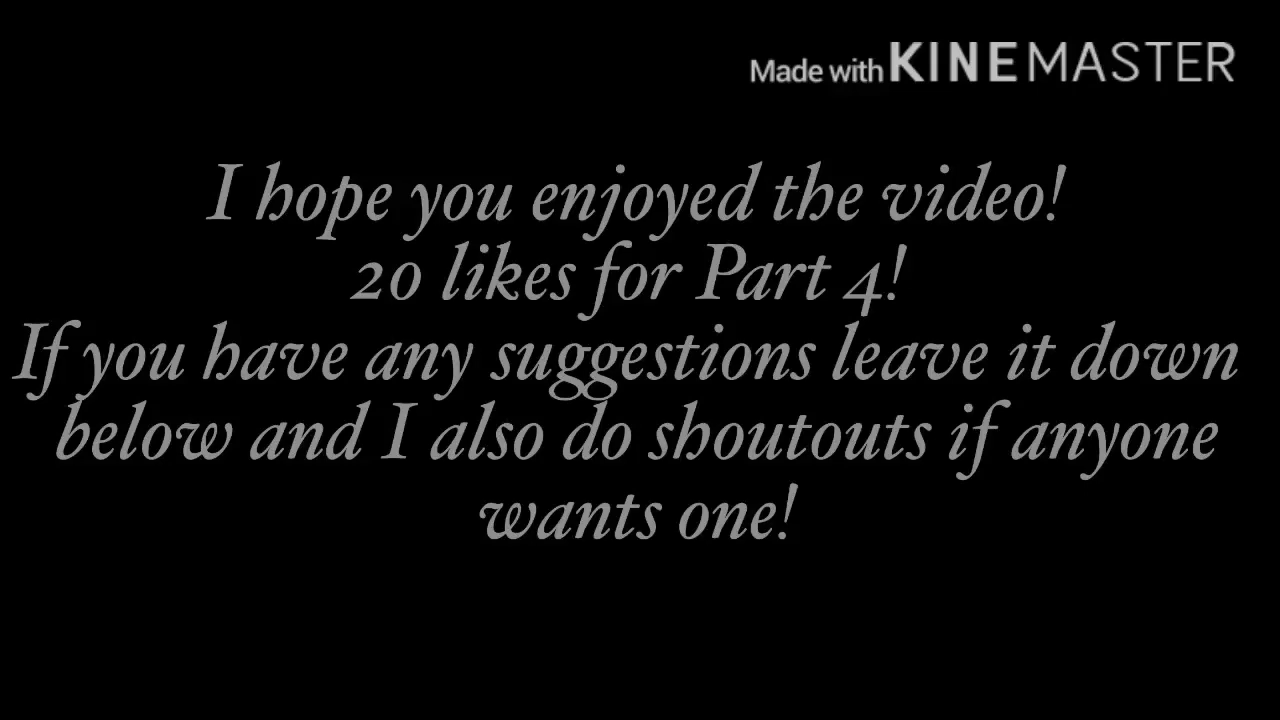 Made with KINEMASTER
I hope you enjoyed the video!
20 likes for Part 4!
If you have any suggestions leave it down
below and I also do shoutouts if anyone
wants one!